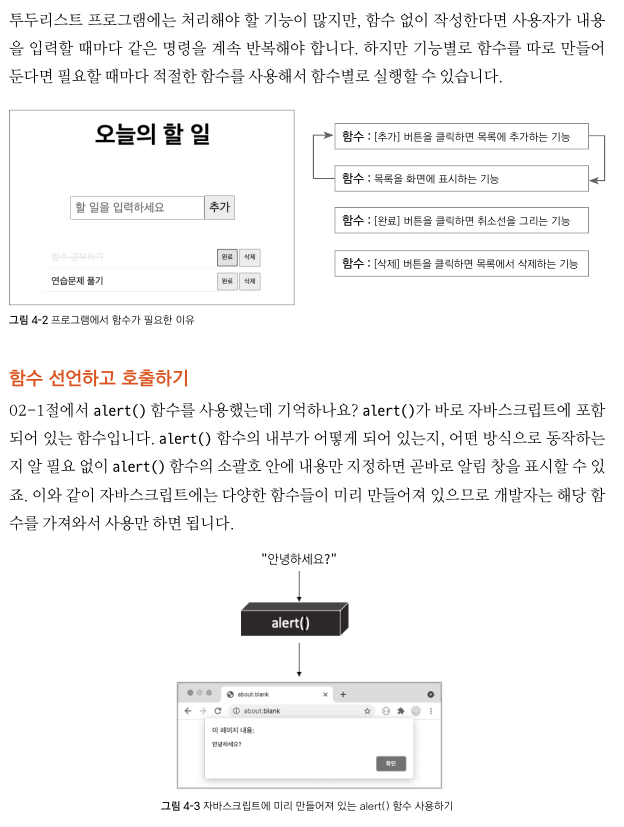 투두리스트 프로그램에는 처리해야 할 기능이 많지만, 함수 없이 작성한다면 사용자가 내용
을 입력할 때마다 같은 명령을 계속 반복해야 합니다. 하지만 기능별로 함수를 따로 만들어
둔다면 필요할 때마다 적절한 함수를 사용해서 함수별로 실행할 수 있습니다.
오늘의 할 일
할 일을 입력하세요 추가
함수 공부하기 완료 삭제
연습문제 풀기 완료 삭제
함수 : [추가] 버튼을 클릭하면 목록에 추가하는 기능
함수 : 목록을 화면에 표시하는 기능
함수 : [완료] 버튼을 클릭하면 취소선을 그리는 기능
함수 : [삭제] 버튼을 클릭하면 목록에서 삭제하는 기능
그림 4-2 프로그램에서 함수가 필요한 이유
함수 선언하고 호출하기
02-1절에서 alert() 함수를 사용했는데 기억하나요? alert()가 바로 자바스크립트에 포함
되어 있는 함수입니다. alert() 함수의 내부가 어떻게 되어 있는지, 어떤 방식으로 동작하는
지 알 필요 없이 alert() 함수의 소괄호 안에 내용만 지정하면 곧바로 알림 창을 표시할 수 있
죠. 이와 같이 자바스크립트에는 다양한 함수들이 미리 만들어져 있으므로 개발자는 해당 함
수를 가져와서 사용만 하면 됩니다.
"안녕하세요?"
alert()
about:blank
about:blank
이 페이지 내용:
안녕하세요?
확인
그림 4-3 자바스크립트에 미리 만들어져 있는 alert() 함수 사용하기